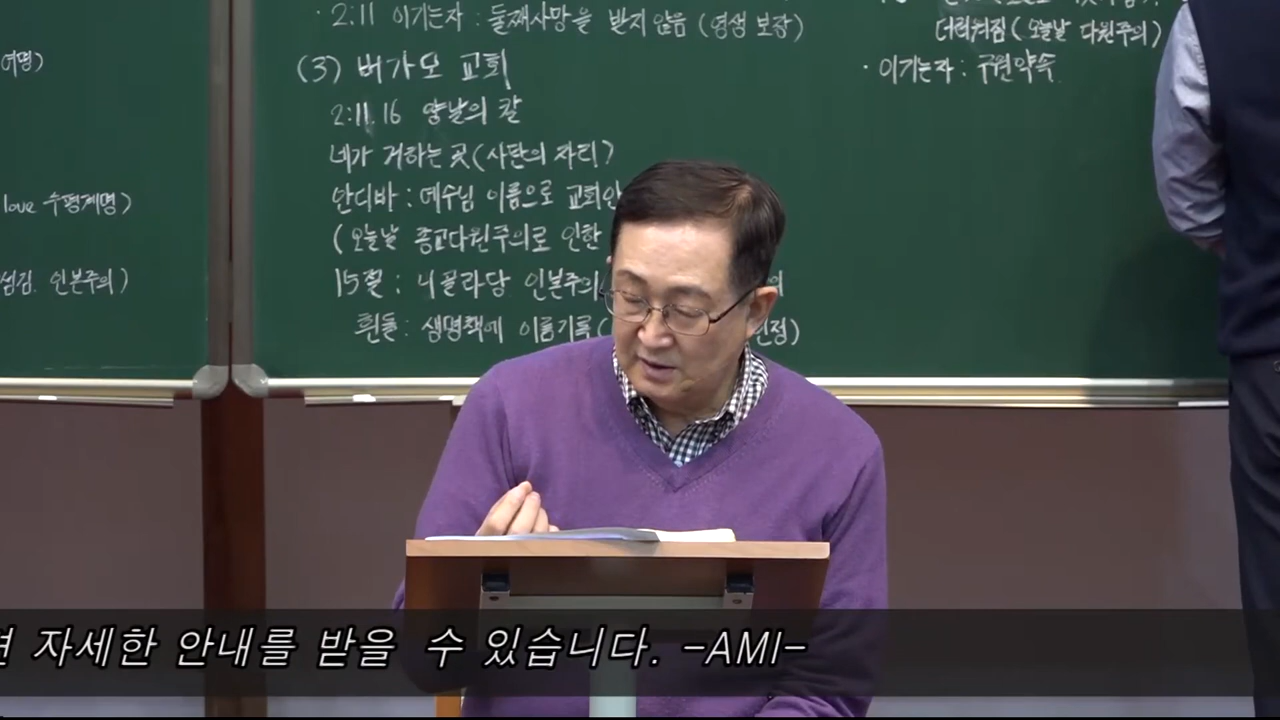 여명)
love 수평계명)
섬김. 인본주의)
· 2:11 이기는자 : 둘째사망을 받지 않음 (영생 보장)
(3) 버가모 교회
2:11.16 양날의 칼
네가 거하는 곳(사탄의 자리)
안디바 : 예수님 이름으로 교회안
(오늘날 종교다원주의로 인한
15절 : 니골라당 인본주의
흰돌 : 생명책에 이름기록(
더럭혀짐 (오늘날 다원주의)
· 이기는자 : 구원약속
자세한 안내를 받을 수 있습니다. -AMI-